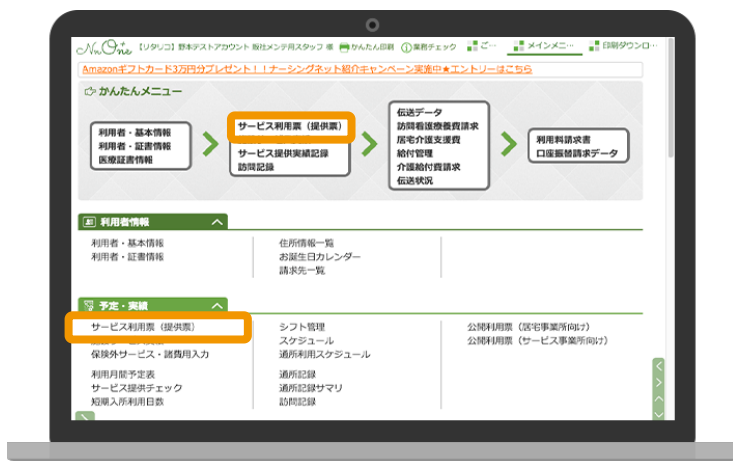 NnOne 【リタリコ】野本テストアカウント 販社メンテ用スタッフ 様 かんたん印刷 業務チェック ご… メインメニ… 印刷ダウンロ…
Amazonギフトカード3万円分プレゼント！！ナーシングネット紹介キャンペーン実施中★エントリーはこちら
かんたんメニュー
利用者・基本情報
利用者・証書情報
医療証書情報
サービス利用票（提供票）
サービス提供実績記録
訪問記録
伝送データ
訪問看護療養費請求
居宅介護支援費
給付管理
介護給付費請求
伝送状況
利用料請求書
口座振替請求データ
利用者情報
利用者・基本情報
利用者・証書情報
住所情報一覧
お誕生日カレンダー
請求先一覧
予定・実績
サービス利用票（提供票）
保険外サービス・諸費用入力
利用月間予定表
サービス提供チェック
短期入所利用日数
シフト管理
スケジュール
通所利用スケジュール
通所記録
通所記録サマリ
訪問記録
公開利用票（居宅事業所向け）
公開利用票（サービス事業所向け）